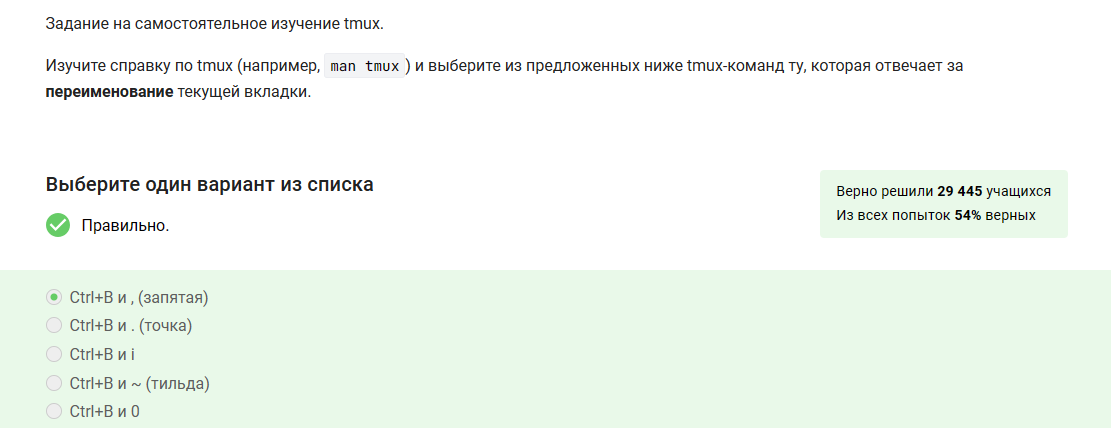 Задание на самостоятельное изучение tmux.
Изучите справку по tmux (например, man tmux) и выберите из предложенных ниже tmux-команд ту, которая отвечает за
переименование текущей вкладки.
Выберите один вариант из списка
Правильно.
Верно решили 29 445 учащихся
Из всех попыток 54% верных
Ctrl+B и , (запятая)
Ctrl+B и . (точка)
Ctrl+B и i
Ctrl+B и ~ (тильда)
Ctrl+B и 0